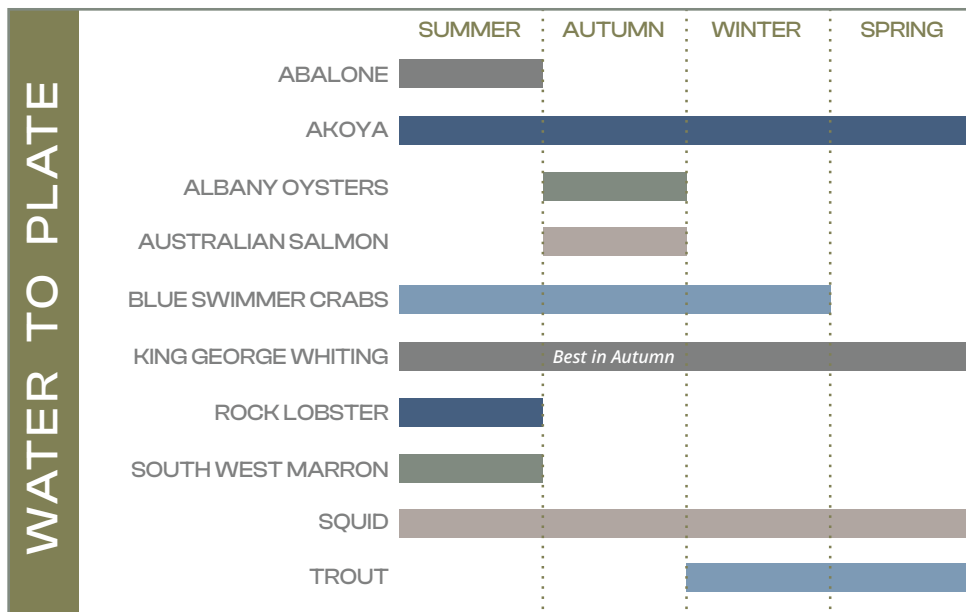 WATER TO PLATE
SUMMER AUTUMN WINTER SPRING
ABALONE
AKOYA
ALBANY OYSTERS
AUSTRALIAN SALMON
BLUE SWIMMER CRABS
KING GEORGE WHITING Best in Autumn
ROCK LOBSTER
SOUTH WEST MARRON
SQUID
TROUT